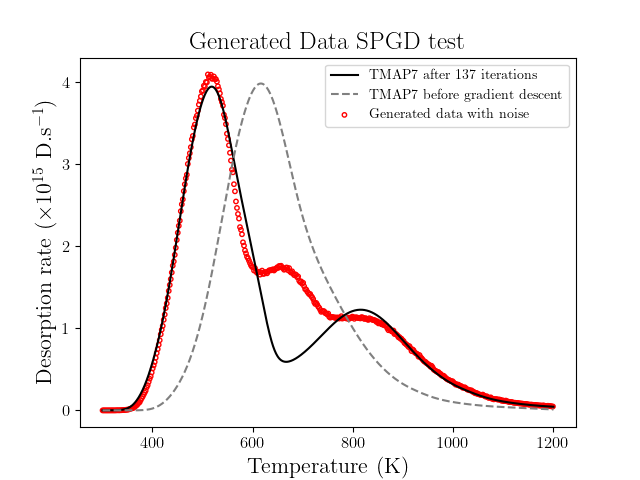 Generated Data SPGD test
TMAP7 after 137 iterations
TMAP7 before gradient descent
Generated data with noise
Desorption rate (×10¹⁵ D.s⁻¹)
4
3
2
1
0
400 600 800 1000 1200
Temperature (K)